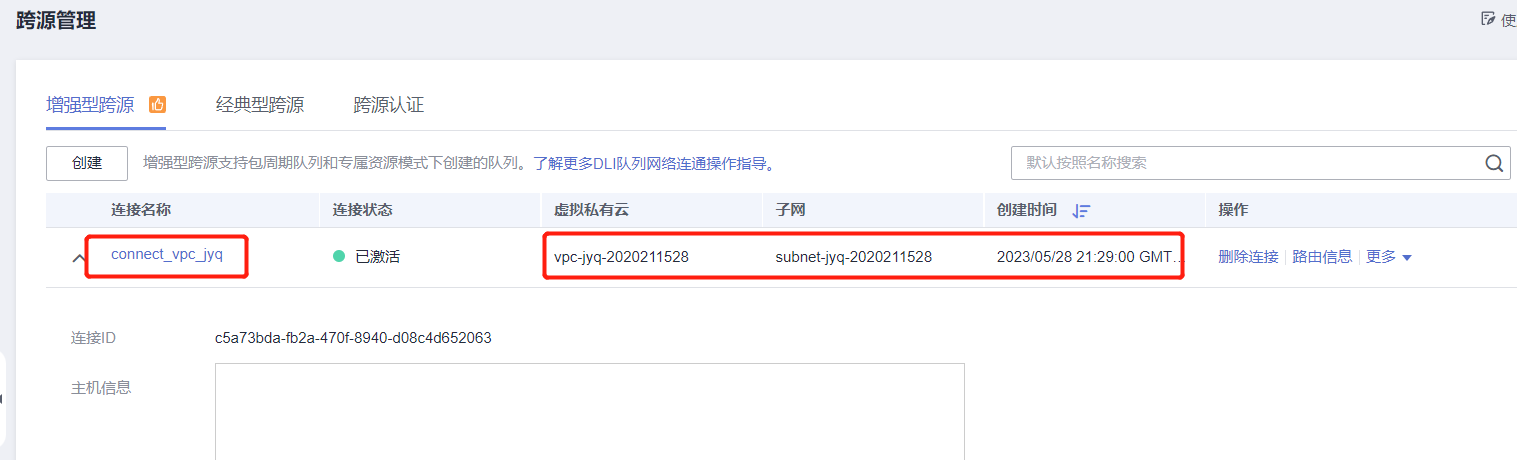 跨源管理
使
增强型跨源 经典型跨源 跨源认证
创建 增强型跨源支持包周期队列和专属资源模式下创建的队列。了解更多DLI队列网络连通操作指导。 默认按照名称搜索
连接名称 连接状态 虚拟私有云 子网 创建时间 操作
connect_vpc_jyq 已激活 vpc-jyq-2020211528 subnet-jyq-2020211528 2023/05/28 21:29:00 GMT... 删除连接 路由信息 更多
连接ID c5a73bda-fb2a-470f-8940-d08c4d652063
主机信息